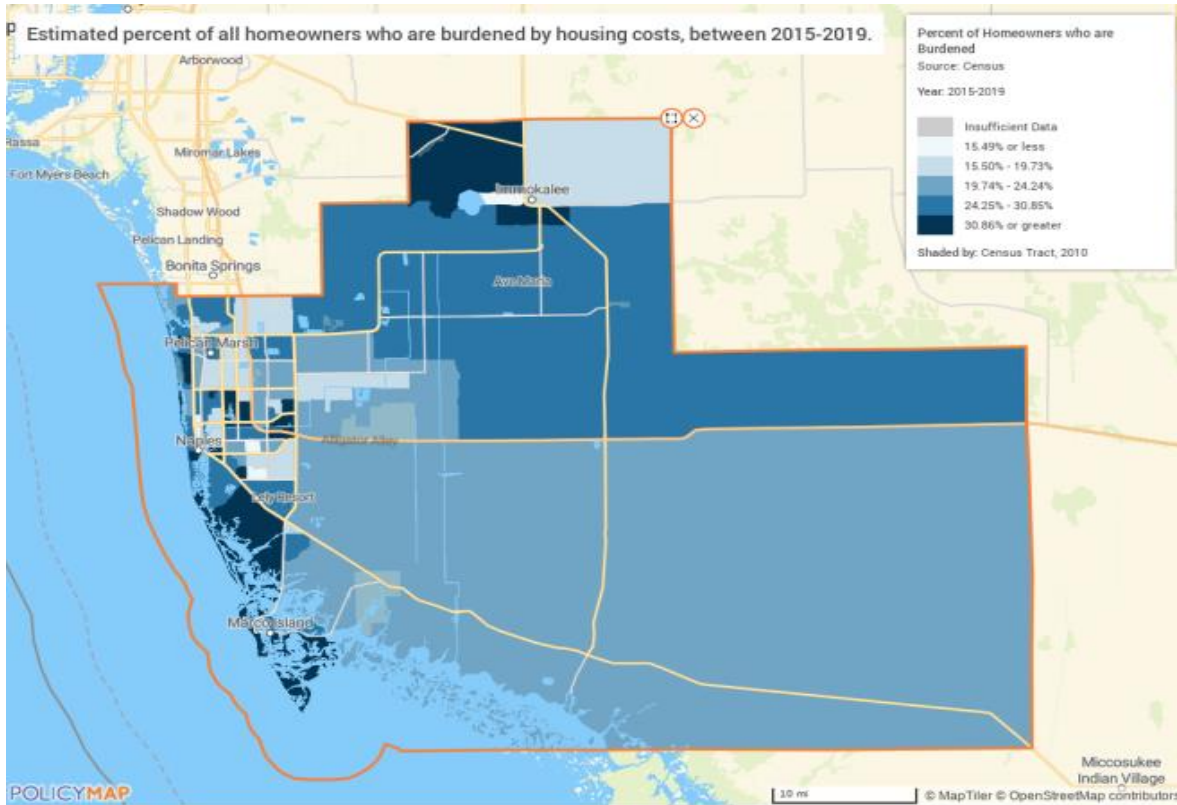 p
Estimated percent of all homeowners who are burdened by housing costs, between 2015-2019.
Percent of Homeowners who are
Burdened
Source: Census
Year: 2015-2019
Insufficient Data
15.49% or less
15.50% - 19.73%
19.74% - 24.24%
24.25% - 30.85%
30.86% or greater
Shaded by: Census Tract, 2010
Arborwood
Rassa
Miromar Lakes
Fort Myers Beach
Immokalee
Shadow Wood
Pelican Landing
Bonita Springs
Ave Maria
Pelican Marsh
Naples
Alligator Alley
Lely Resort
Marco Island
Miccosukee
Indian Village
POLICYMAP
10 mi
© MapTiler © OpenStreetMap contributors